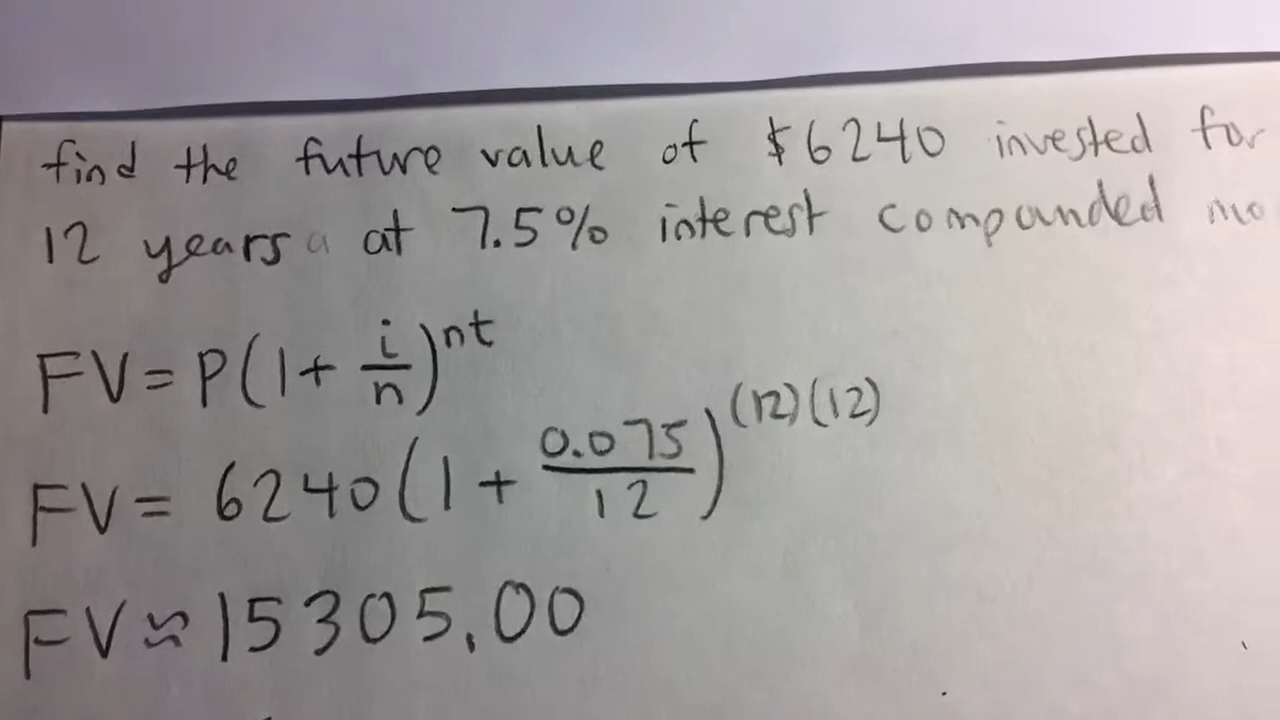 find the future value of $6240 invested for
12 years a at 7.5% interest compounded mo
FV = P(1 + i/n)^nt
FV = 6240(1 + 0.075/12)^(12)(12)
FV ≈ 15305.00